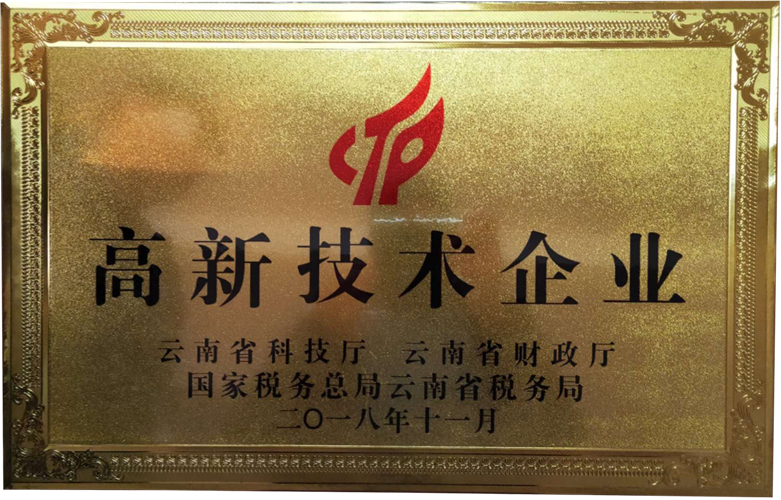 高新技术企业
云南省科技厅 云南省财政厅
国家税务总局云南省税务局
二〇一八年十一月